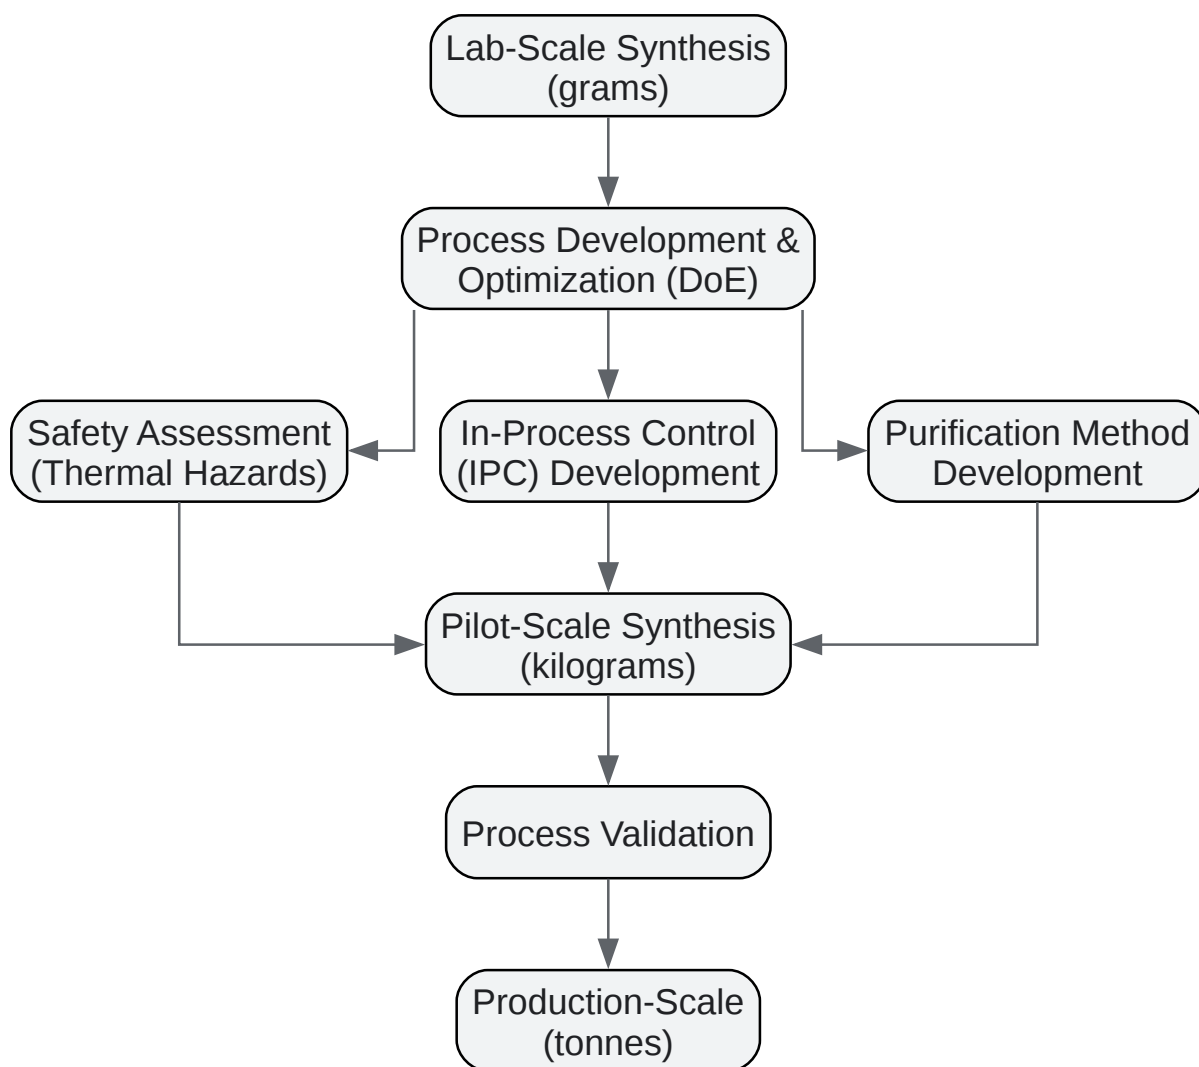 Lab-Scale Synthesis
(grams)
Process Development &
Optimization (DoE)
Safety Assessment
(Thermal Hazards)
In-Process Control
(IPC) Development
Purification Method
Development
Pilot-Scale Synthesis
(kilograms)
Process Validation
Production-Scale
(tonnes)